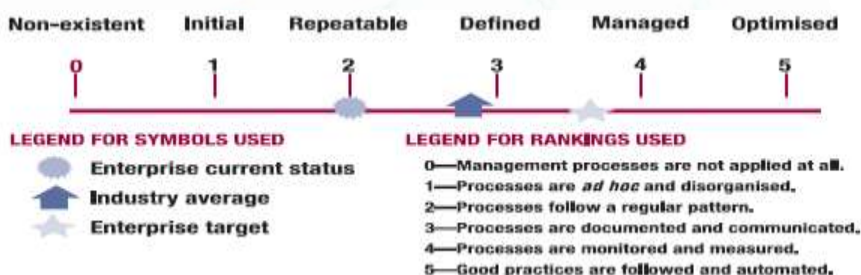 Non-existent Initial Repeatable Defined Managed Optimised
0 1 2 3 4 5
LEGEND FOR SYMBOLS USED
Enterprise current status
Industry average
Enterprise target
LEGEND FOR RANKINGS USED
0—Management processes are not applied at all.
1—Processes are ad hoc and disorganised.
2—Processes follow a regular pattern.
3—Processes are documented and communicated.
4—Processes are monitored and measured.
5—Good practices are followed and automated.